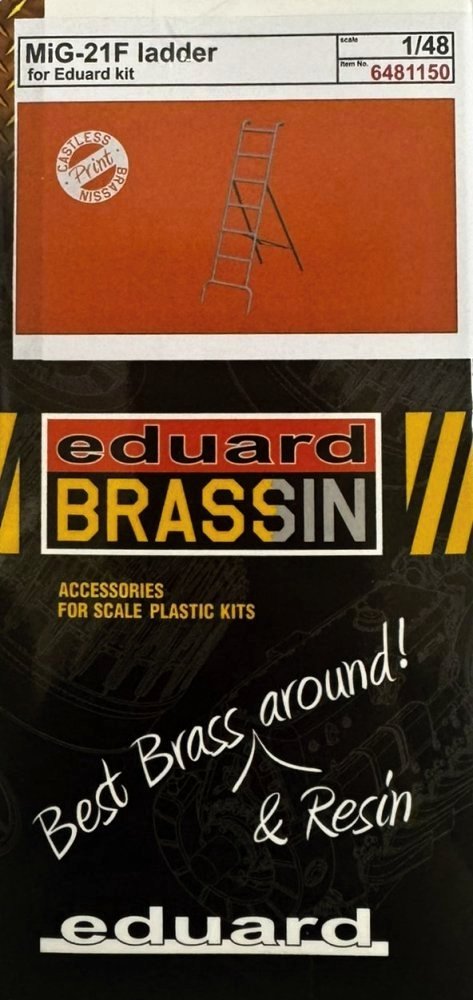 MiG-21F ladder
for Eduard kit
scale
1/48
Item No.
6481150
CASTLESS
Print
BRASSIN
eduard
BRASSIN
ACCESSORIES
FOR SCALE PLASTIC KITS
Best Brass around!
& Resin
eduard